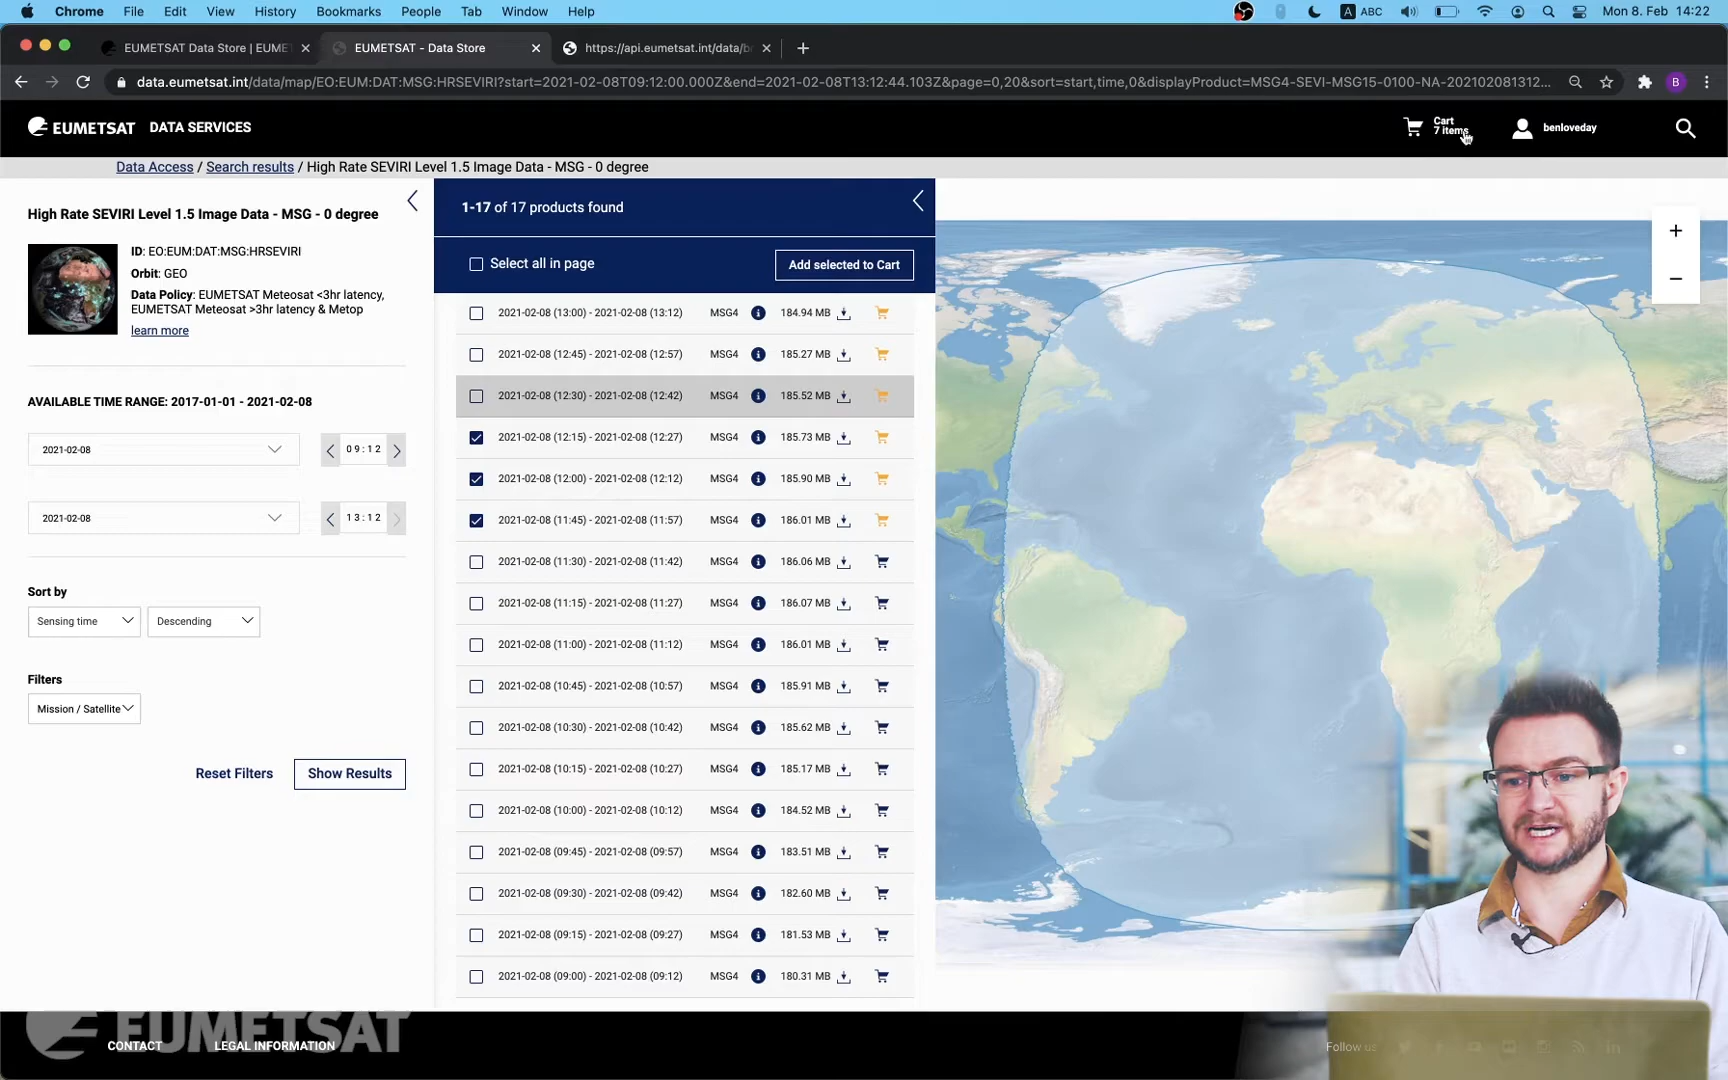 Chrome File Edit View History Bookmarks People Tab Window Help A ABC Mon 8. Feb 14:22
EUMETSAT Data Store | EUME EUMETSAT - Data Store https://api.eumetsat.int/data/br
data.eumetsat.int/data/map/EO:EUM:DAT:MSG:HRSEVIRI?start=2021-02-08T09:12:00.000Z&end=2021-02-08T13:12:44.103Z&page=0,20&sort=start,time,0&displayProduct=MSG4-SEVI-MSG15-0100-NA-202102081312... B
EUMETSAT DATA SERVICES Cart 7 items benloveday
Data Access / Search results / High Rate SEVIRI Level 1.5 Image Data - MSG - 0 degree
High Rate SEVIRI Level 1.5 Image Data - MSG - 0 degree
ID: EO:EUM:DAT:MSG:HRSEVIRI
Orbit: GEO
Data Policy: EUMETSAT Meteosat <3hr latency,
EUMETSAT Meteosat >3hr latency & Metop
learn more
AVAILABLE TIME RANGE: 2017-01-01 - 2021-02-08
2021-02-08 09:12
2021-02-08 13:12
Sort by
Sensing time Descending
Filters
Mission / Satellite
Reset Filters Show Results
1-17 of 17 products found
Select all in page Add selected to Cart
2021-02-08 (13:00) - 2021-02-08 (13:12) MSG4 184.94 MB
2021-02-08 (12:45) - 2021-02-08 (12:57) MSG4 185.27 MB
2021-02-08 (12:30) - 2021-02-08 (12:42) MSG4 185.52 MB
2021-02-08 (12:15) - 2021-02-08 (12:27) MSG4 185.73 MB
2021-02-08 (12:00) - 2021-02-08 (12:12) MSG4 185.90 MB
2021-02-08 (11:45) - 2021-02-08 (11:57) MSG4 186.01 MB
2021-02-08 (11:30) - 2021-02-08 (11:42) MSG4 186.06 MB
2021-02-08 (11:15) - 2021-02-08 (11:27) MSG4 186.07 MB
2021-02-08 (11:00) - 2021-02-08 (11:12) MSG4 186.01 MB
2021-02-08 (10:45) - 2021-02-08 (10:57) MSG4 185.91 MB
2021-02-08 (10:30) - 2021-02-08 (10:42) MSG4 185.62 MB
2021-02-08 (10:15) - 2021-02-08 (10:27) MSG4 185.17 MB
2021-02-08 (10:00) - 2021-02-08 (10:12) MSG4 184.52 MB
2021-02-08 (09:45) - 2021-02-08 (09:57) MSG4 183.51 MB
2021-02-08 (09:30) - 2021-02-08 (09:42) MSG4 182.60 MB
2021-02-08 (09:15) - 2021-02-08 (09:27) MSG4 181.53 MB
2021-02-08 (09:00) - 2021-02-08 (09:12) MSG4 180.31 MB
EUMETSAT
CONTACT LEGAL INFORMATION Follow us